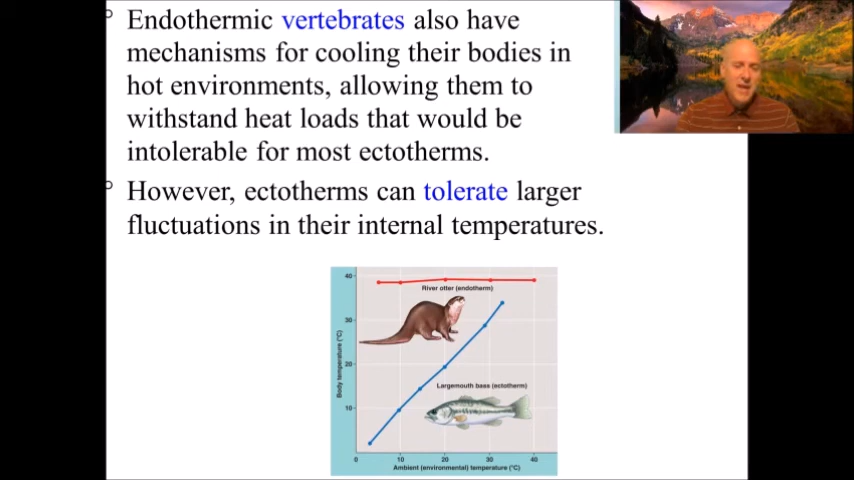 Endothermic vertebrates also have
mechanisms for cooling their bodies in
hot environments, allowing them to
withstand heat loads that would be
intolerable for most ectotherms.
However, ectotherms can tolerate larger
fluctuations in their internal temperatures.
40
River otter (endotherm)
30
Body temperature (°C)
20
Largemouth bass (ectotherm)
10
0 10 20 30 40
Ambient (environmental) temperature (°C)